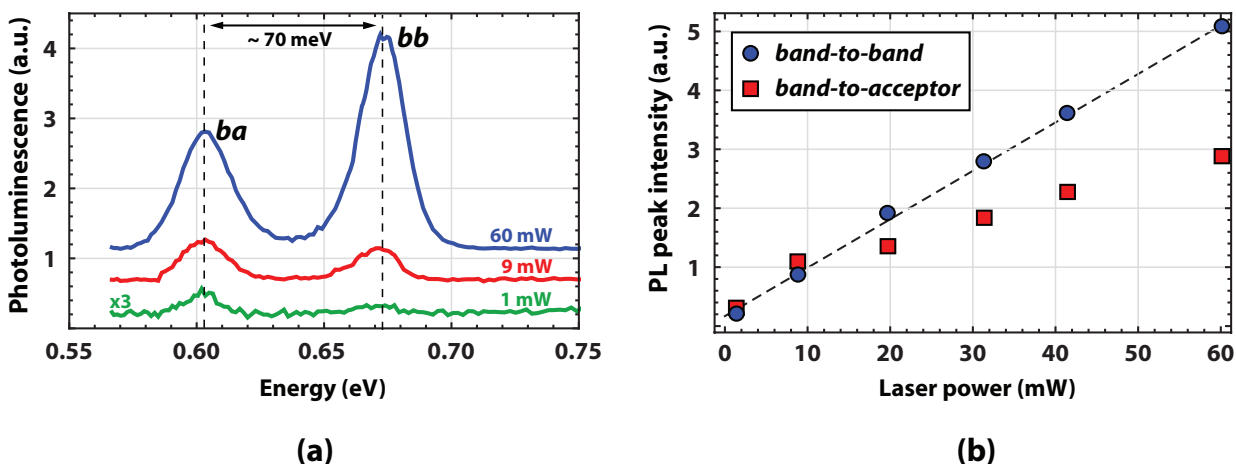 Photoluminescence (a.u.)
4
3
2
1
~ 70 meV
bb
ba
60 mW
9 mW
x3
1 mW
0.55
0.60
0.65
0.70
0.75
Energy (eV)
(a)
PL peak intensity (a.u.)
5
4
3
2
1
band-to-band
band-to-acceptor
0
10
20
30
40
50
60
Laser power (mW)
(b)